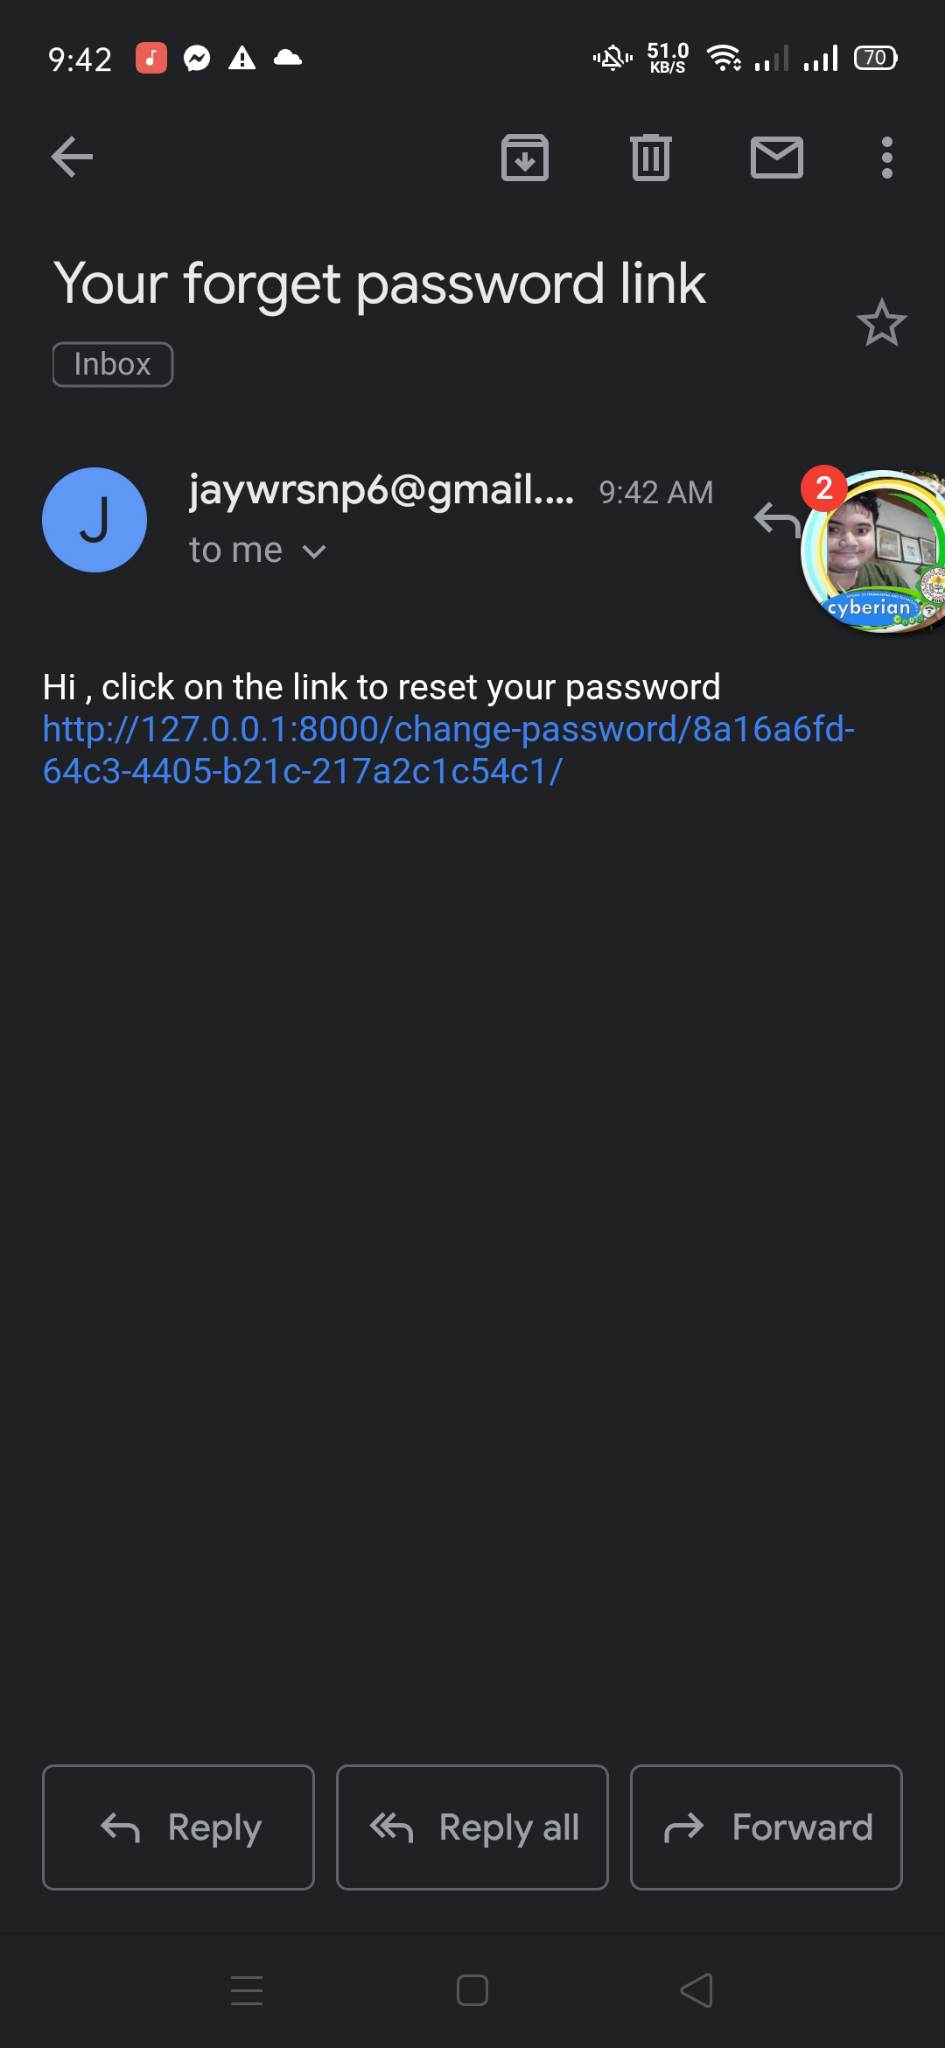 9:42
51.0
KB/S
70
Your forget password link
Inbox
J
jaywrsnp6@gmail.... 9:42 AM
to me
2
cyberian
Hi , click on the link to reset your password
http://127.0.0.1:8000/change-password/8a16a6fd-
64c3-4405-b21c-217a2c1c54c1/
Reply
Reply all
Forward